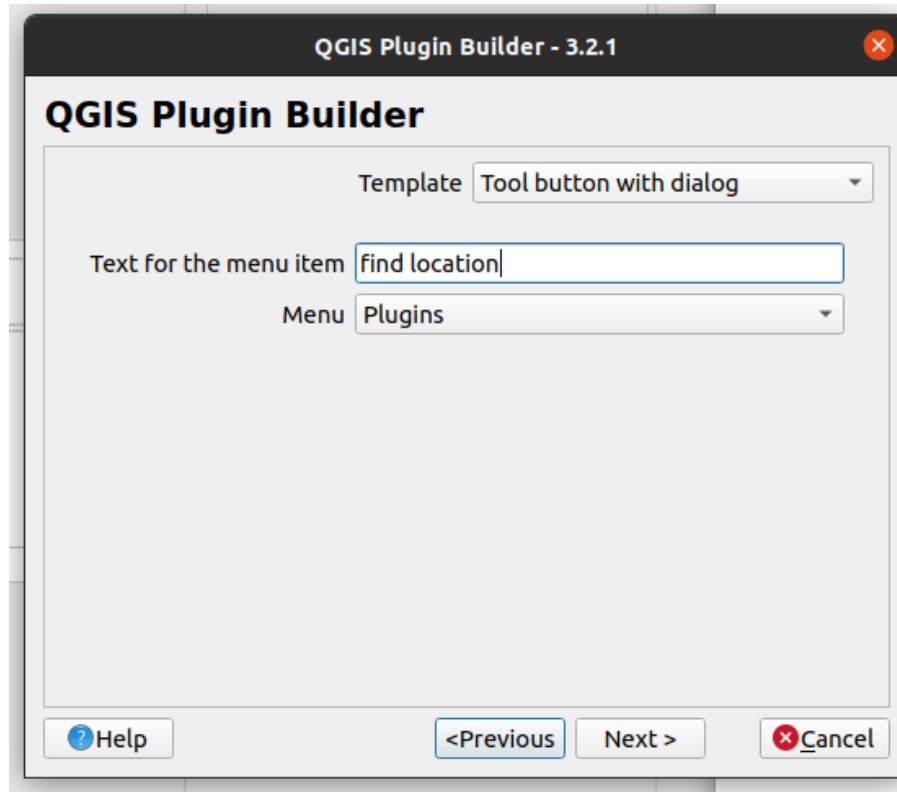 QGIS Plugin Builder - 3.2.1
QGIS Plugin Builder
Template Tool button with dialog
Text for the menu item find location
Menu Plugins
Help <Previous Next > Cancel